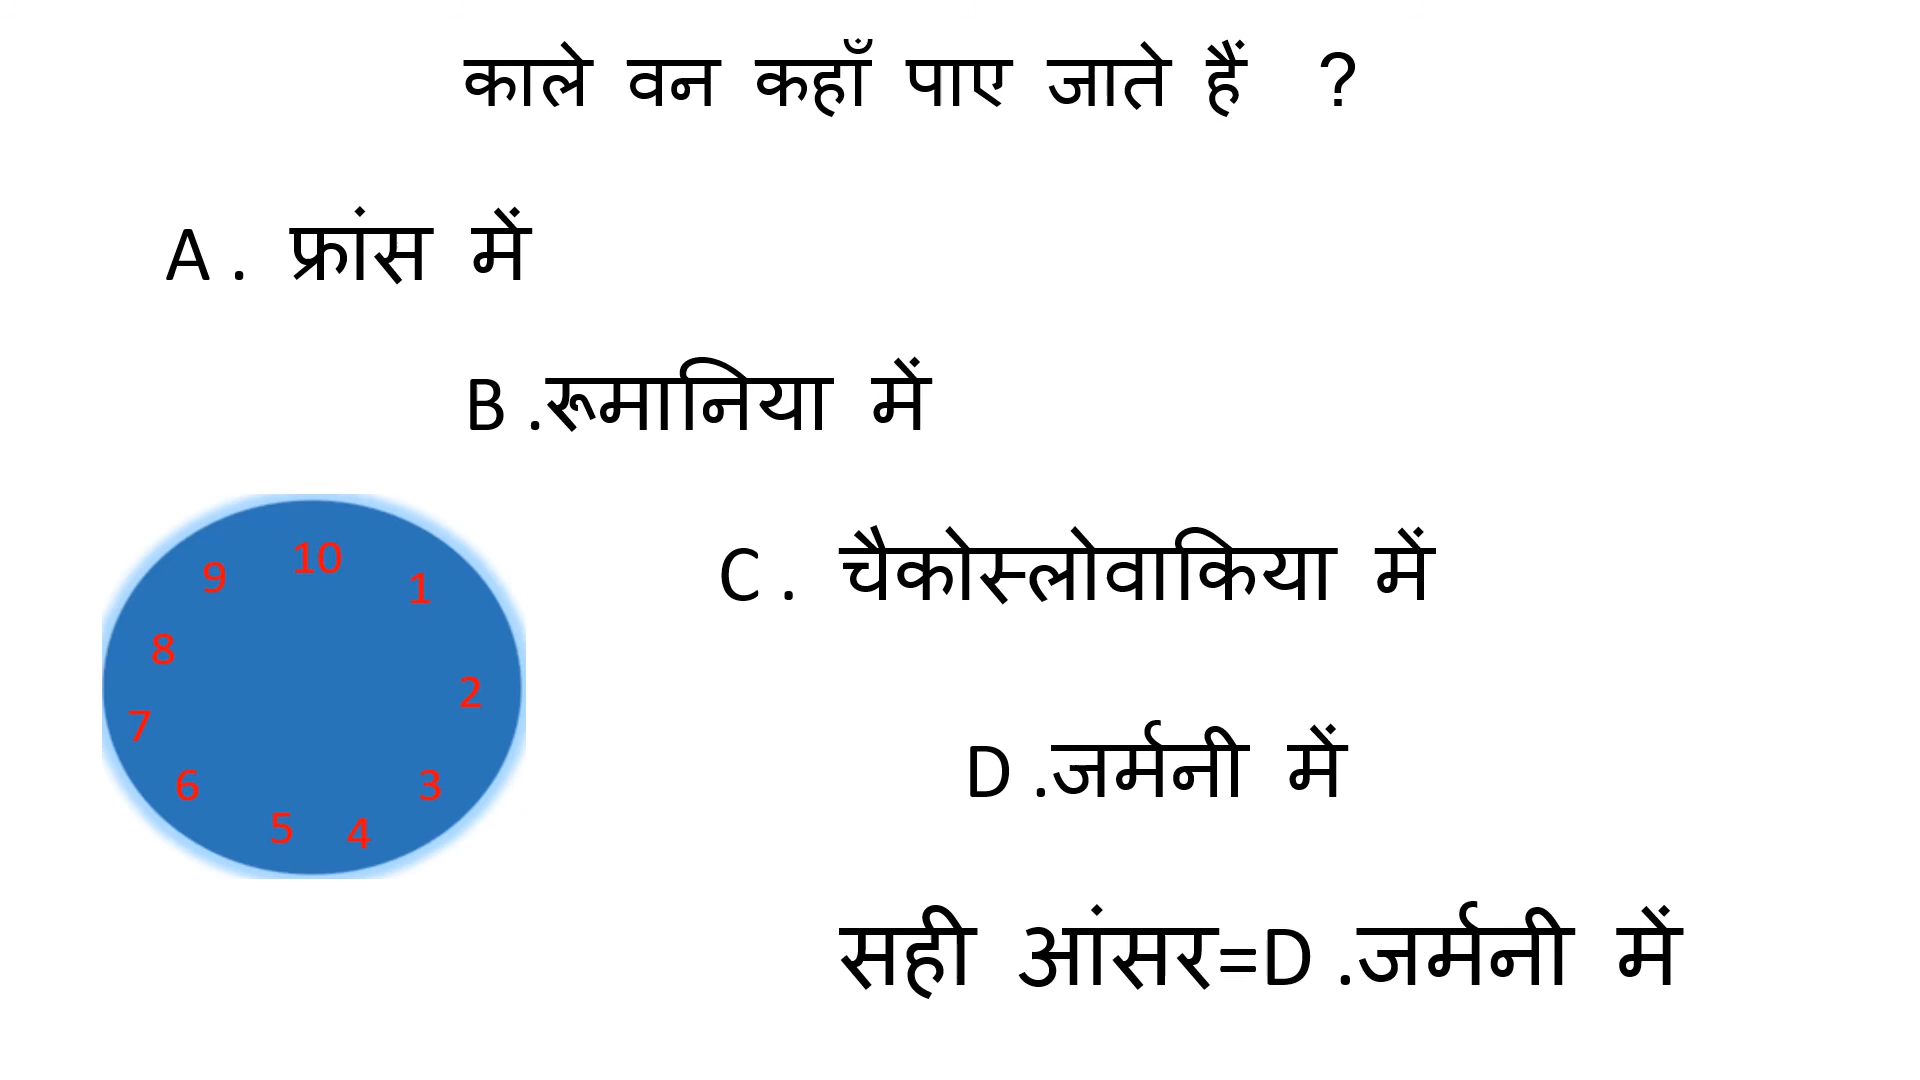 काले वन कहाँ पाए जाते हैं ?
A . फ्रांस में
B .रूमानिया में
C . चैकोस्लोवाकिया में
D .जर्मनी में
सही आंसर=D .जर्मनी में
10
9
1
8
2
7
6
3
5
4